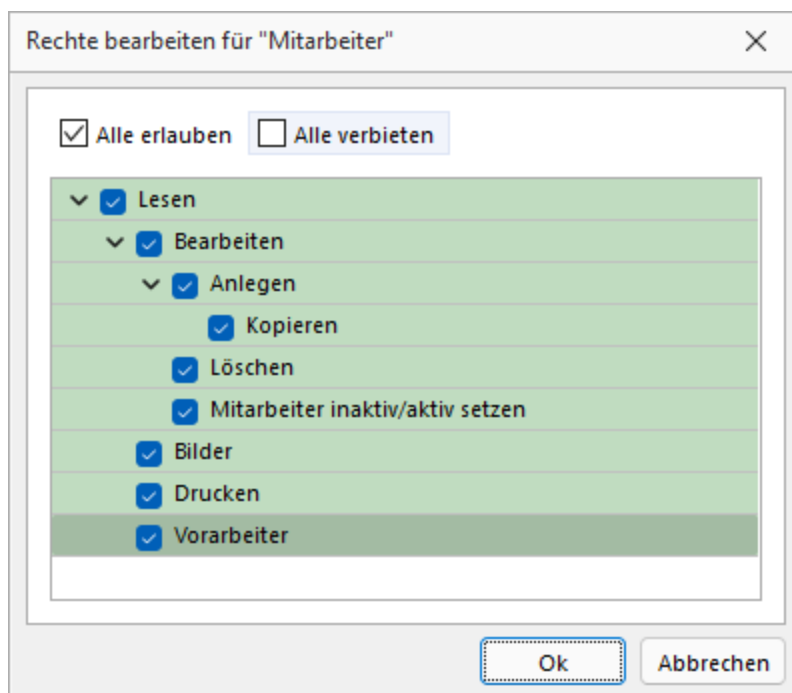 Rechte bearbeiten für "Mitarbeiter"
Alle erlauben Alle verbieten
Lesen
Bearbeiten
Anlegen
Kopieren
Löschen
Mitarbeiter inaktiv/aktiv setzen
Bilder
Drucken
Vorarbeiter
Ok Abbrechen